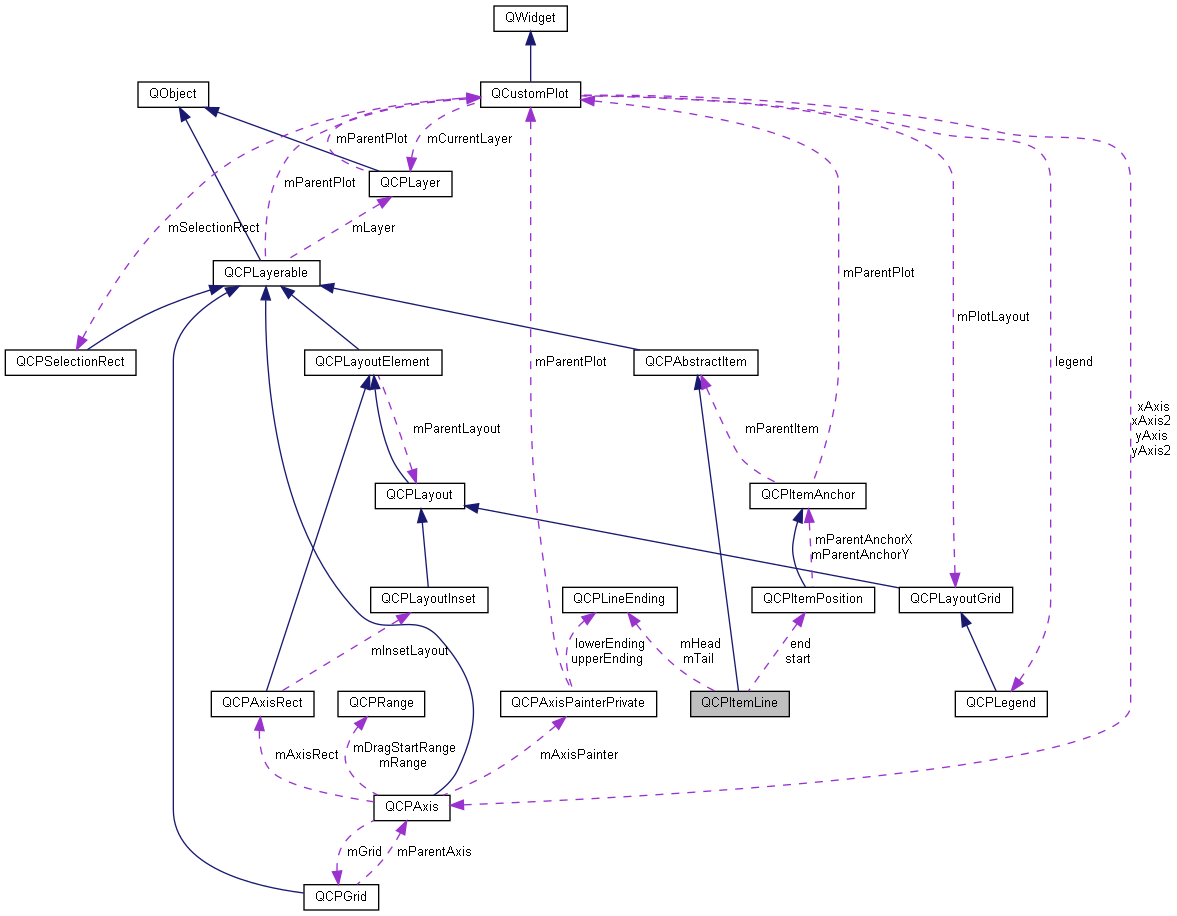 QWidget
QObject
QCustomPlot
mParentPlot
mCurrentLayer
mParentPlot
QCPLayer
mSelectionRect
mLayer
QCPLayerable
mParentPlot
mPlotLayout
QCPSelectionRect
QCPLayoutElement
mParentPlot
QCPAbstractItem
legend
xAxis
xAxis2
yAxis
yAxis2
mParentLayout
mParentItem
QCPLayout
QCPItemAnchor
mParentAnchorX
mParentAnchorY
QCPLayoutInset
QCPLineEnding
QCPItemPosition
QCPLayoutGrid
mInsetLayout
lowerEnding
upperEnding
mHead
mTail
end
start
QCPAxisRect
QCPRange
QCPAxisPainterPrivate
QCPItemLine
QCPLegend
mAxisRect
mDragStartRange
mRange
mAxisPainter
QCPAxis
mGrid
mParentAxis
QCPGrid